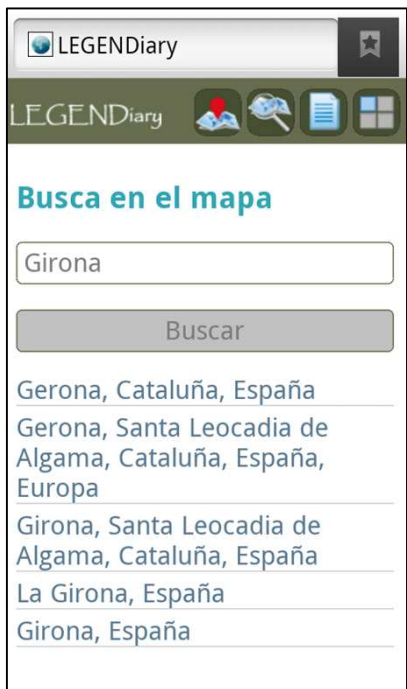 LEGENDiary
LEGENDiary
Busca en el mapa
Girona
Buscar
Gerona, Cataluña, España
Gerona, Santa Leocadia de
Algama, Cataluña, España,
Europa
Girona, Santa Leocadia de
Algama, Cataluña, España
La Girona, España
Girona, España